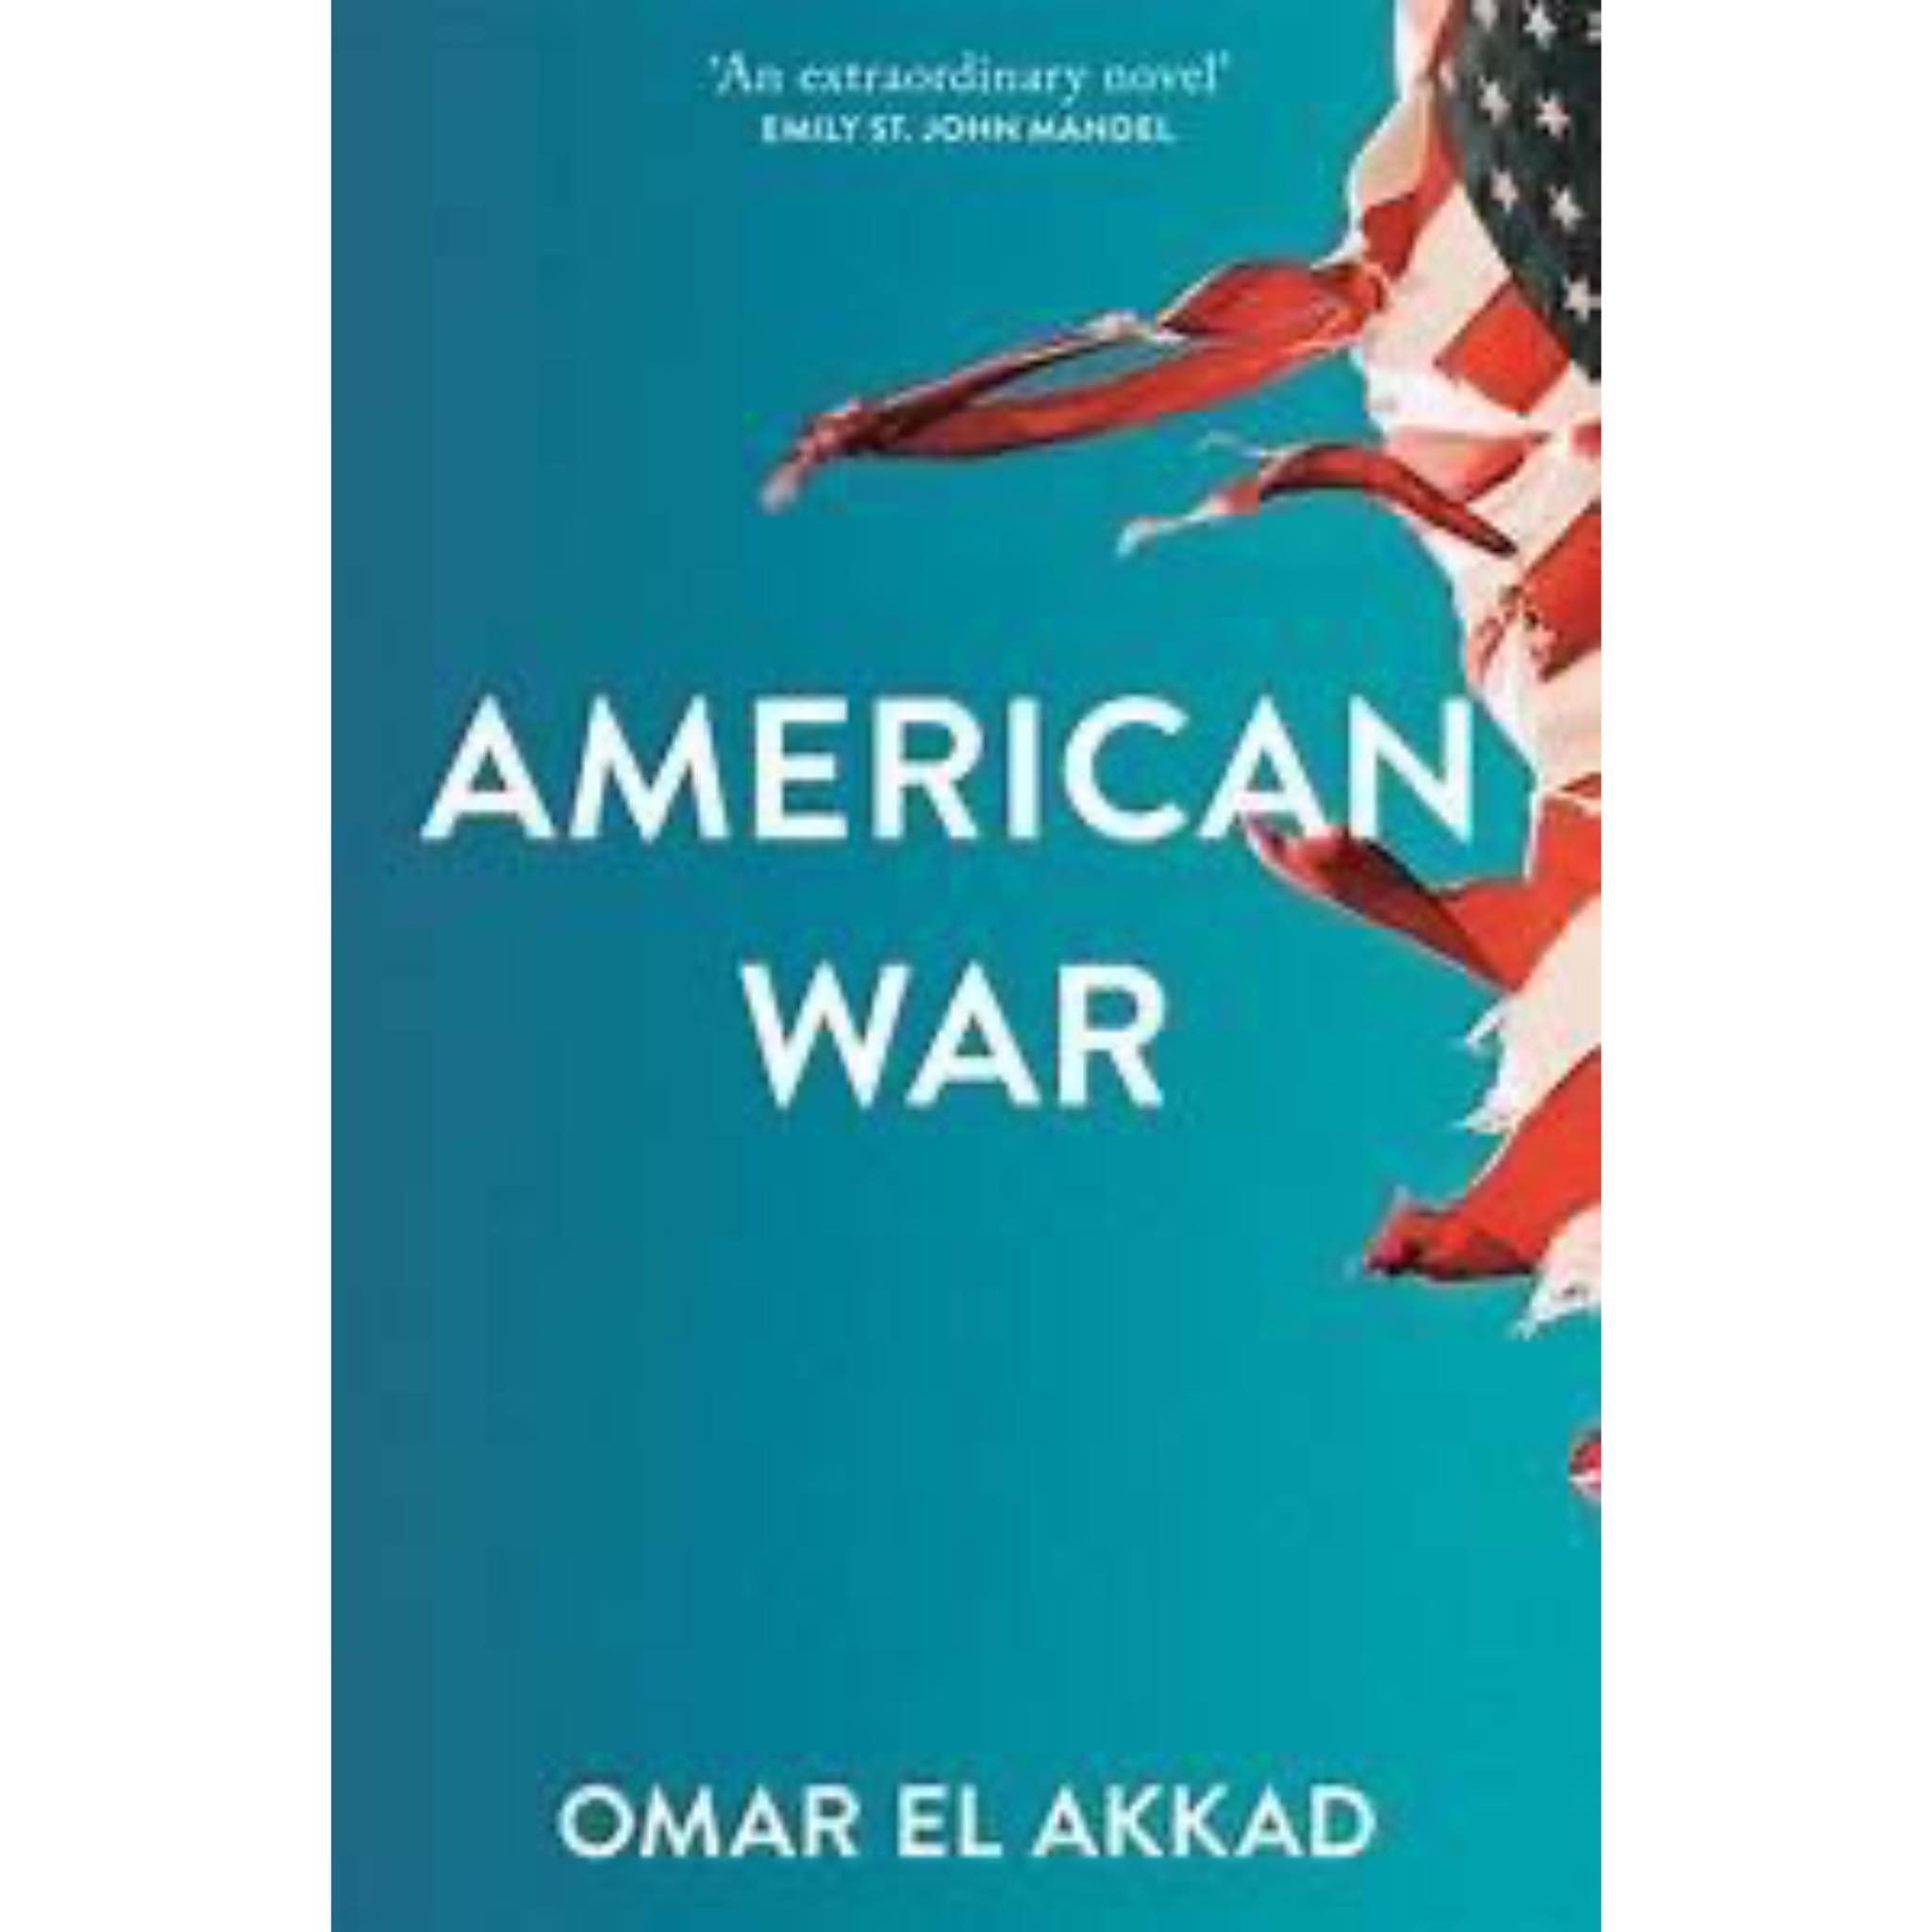 ‘An extraordinary novel’
EMILY ST. JOHN MANDEL
AMERICAN
WAR
OMAR EL AKKAD